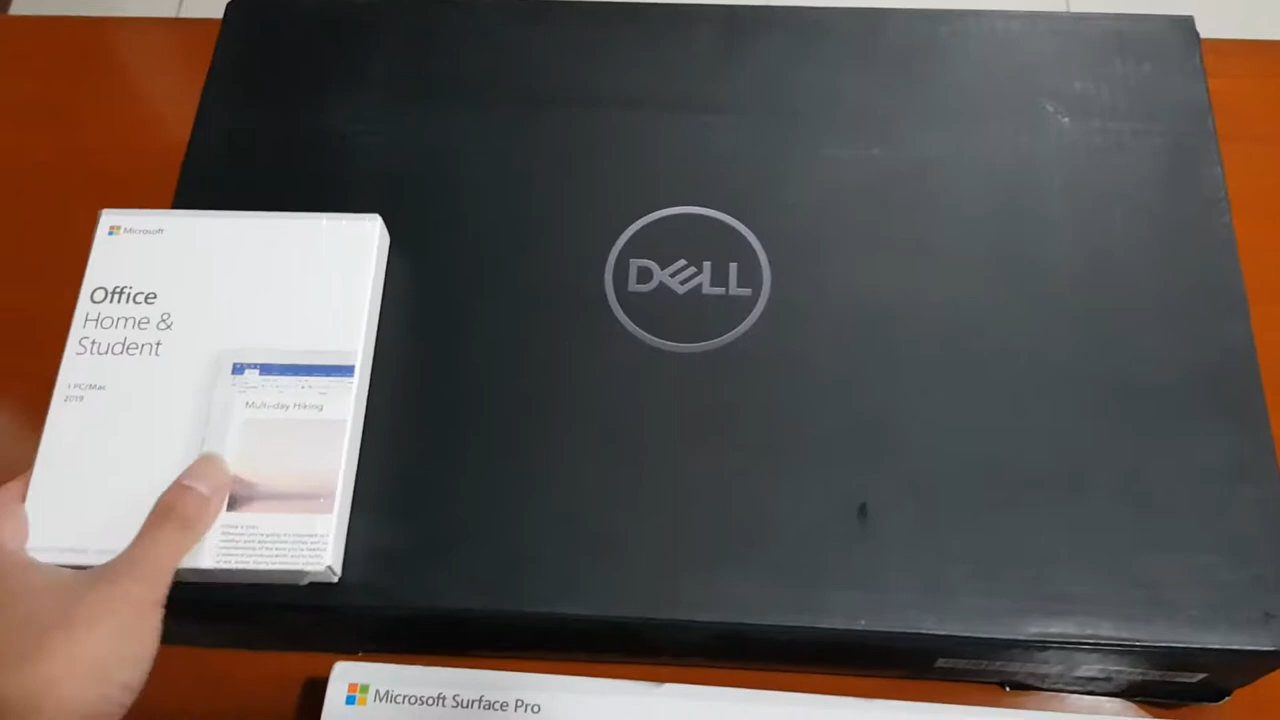 Microsoft
Office
Home &
Student
1 PC/Mac
2019
Multi-day Hiking
DELL
Microsoft Surface Pro